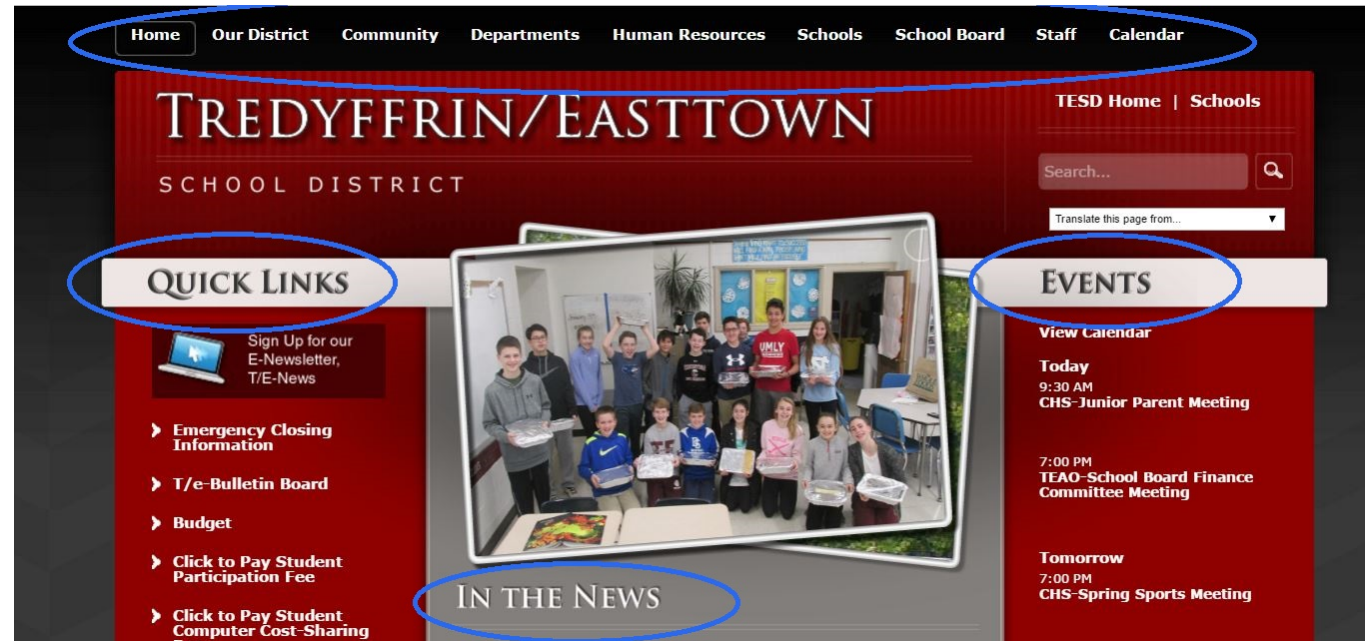 Home Our District Community Departments Human Resources Schools School Board Staff Calendar
TREDYFFRIN/EASTTOWN
SCHOOL DISTRICT
TESD Home | Schools
Search...
Translate this page from...
QUICK LINKS
Sign Up for our
E-Newsletter,
T/E-News
Emergency Closing
Information
T/e-Bulletin Board
Budget
Click to Pay Student
Participation Fee
Click to Pay Student
Computer Cost-Sharing
UMLY
IN THE NEWS
EVENTS
View Calendar
Today
9:30 AM
CHS-Junior Parent Meeting
7:00 PM
TEAO-School Board Finance
Committee Meeting
Tomorrow
7:00 PM
CHS-Spring Sports Meeting